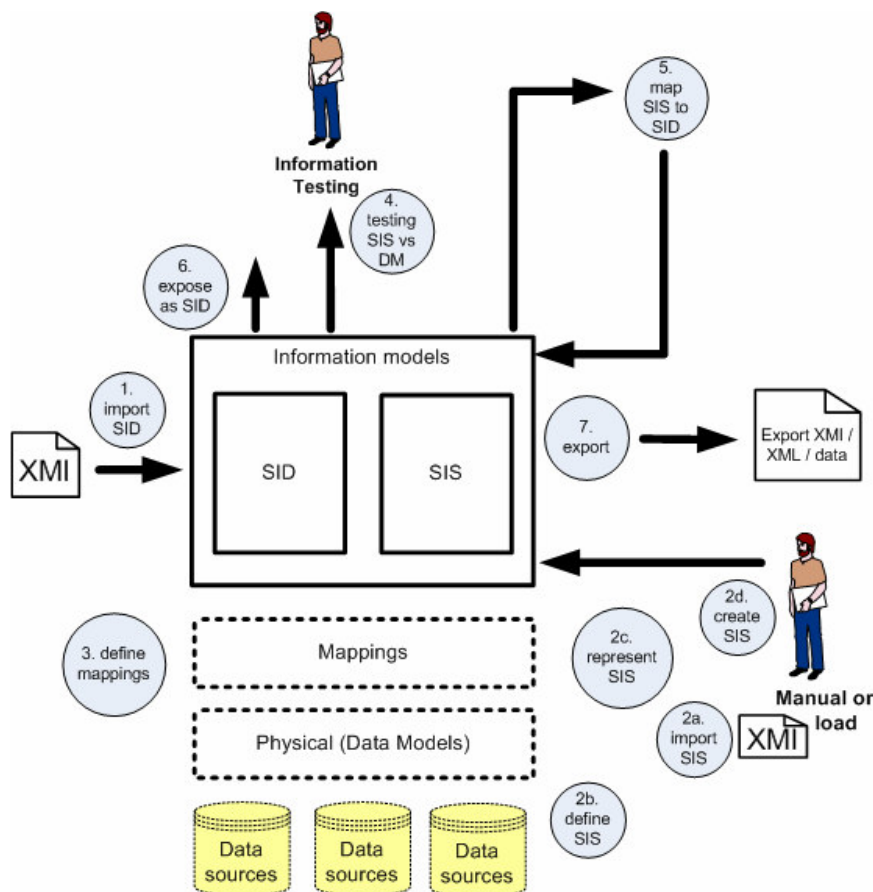 Information
Testing
5.
map
SIS to
SID
4.
testing
SIS vs
DM
6.
expose
as SID
Information models
1.
import
SID
XMI
SID
SIS
7.
export
Export XMI /
XML / data
2d.
create
SIS
2c.
represent
SIS
3. define
mappings
Mappings
Manual or
load
2a.
import
SIS
XMI
Physical (Data Models)
2b.
define
SIS
Data
sources
Data
sources
Data
sources